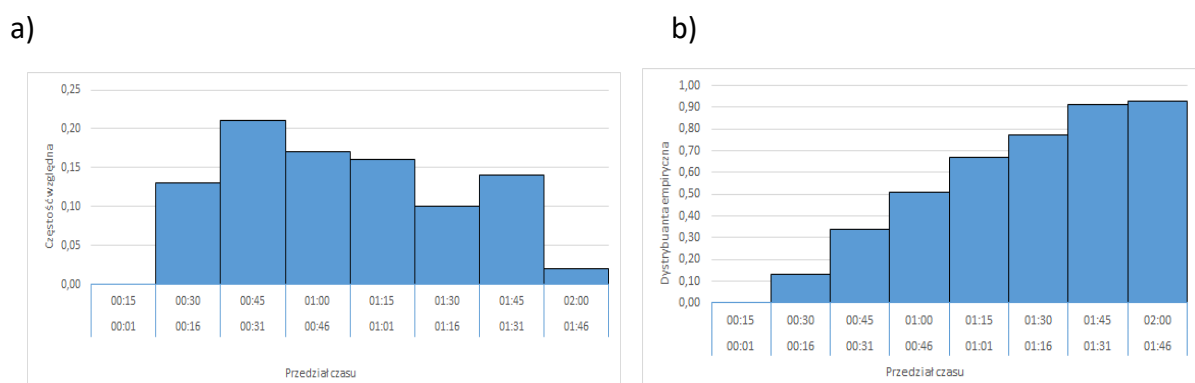 a)
b)
Częstość względna
0,25
0,20
0,15
0,10
0,05
0,00
00:15 00:30 00:45 01:00 01:15 01:30 01:45 02:00
00:01 00:16 00:31 00:46 01:01 01:16 01:31 01:46
Przedział czasu
Dystrybuanta empiryczna
1,00
0,90
0,80
0,70
0,60
0,50
0,40
0,30
0,20
0,10
0,00
00:15 00:30 00:45 01:00 01:15 01:30 01:45 02:00
00:01 00:16 00:31 00:46 01:01 01:16 01:31 01:46
Przedział czasu